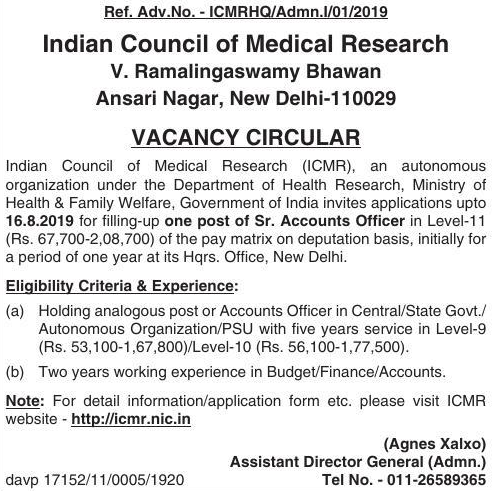 Ref. Adv.No. - ICMRHQ/Admn.I/01/2019
Indian Council of Medical Research
V. Ramalingaswamy Bhawan
Ansari Nagar, New Delhi-110029
VACANCY CIRCULAR
Indian Council of Medical Research (ICMR), an autonomous
organization under the Department of Health Research, Ministry of
Health & Family Welfare, Government of India invites applications upto
16.8.2019 for filling-up one post of Sr. Accounts Officer in Level-11
(Rs. 67,700-2,08,700) of the pay matrix on deputation basis, initially for
a period of one year at its Hqrs. Office, New Delhi.
Eligibility Criteria & Experience:
(a) Holding analogous post or Accounts Officer in Central/State Govt./
Autonomous Organization/PSU with five years service in Level-9
(Rs. 53,100-1,67,800)/Level-10 (Rs. 56,100-1,77,500).
(b) Two years working experience in Budget/Finance/Accounts.
Note: For detail information/application form etc. please visit ICMR
website - http://icmr.nic.in
(Agnes Xalxo)
Assistant Director General (Admn.)
davp 17152/11/0005/1920 Tel No. - 011-26589365